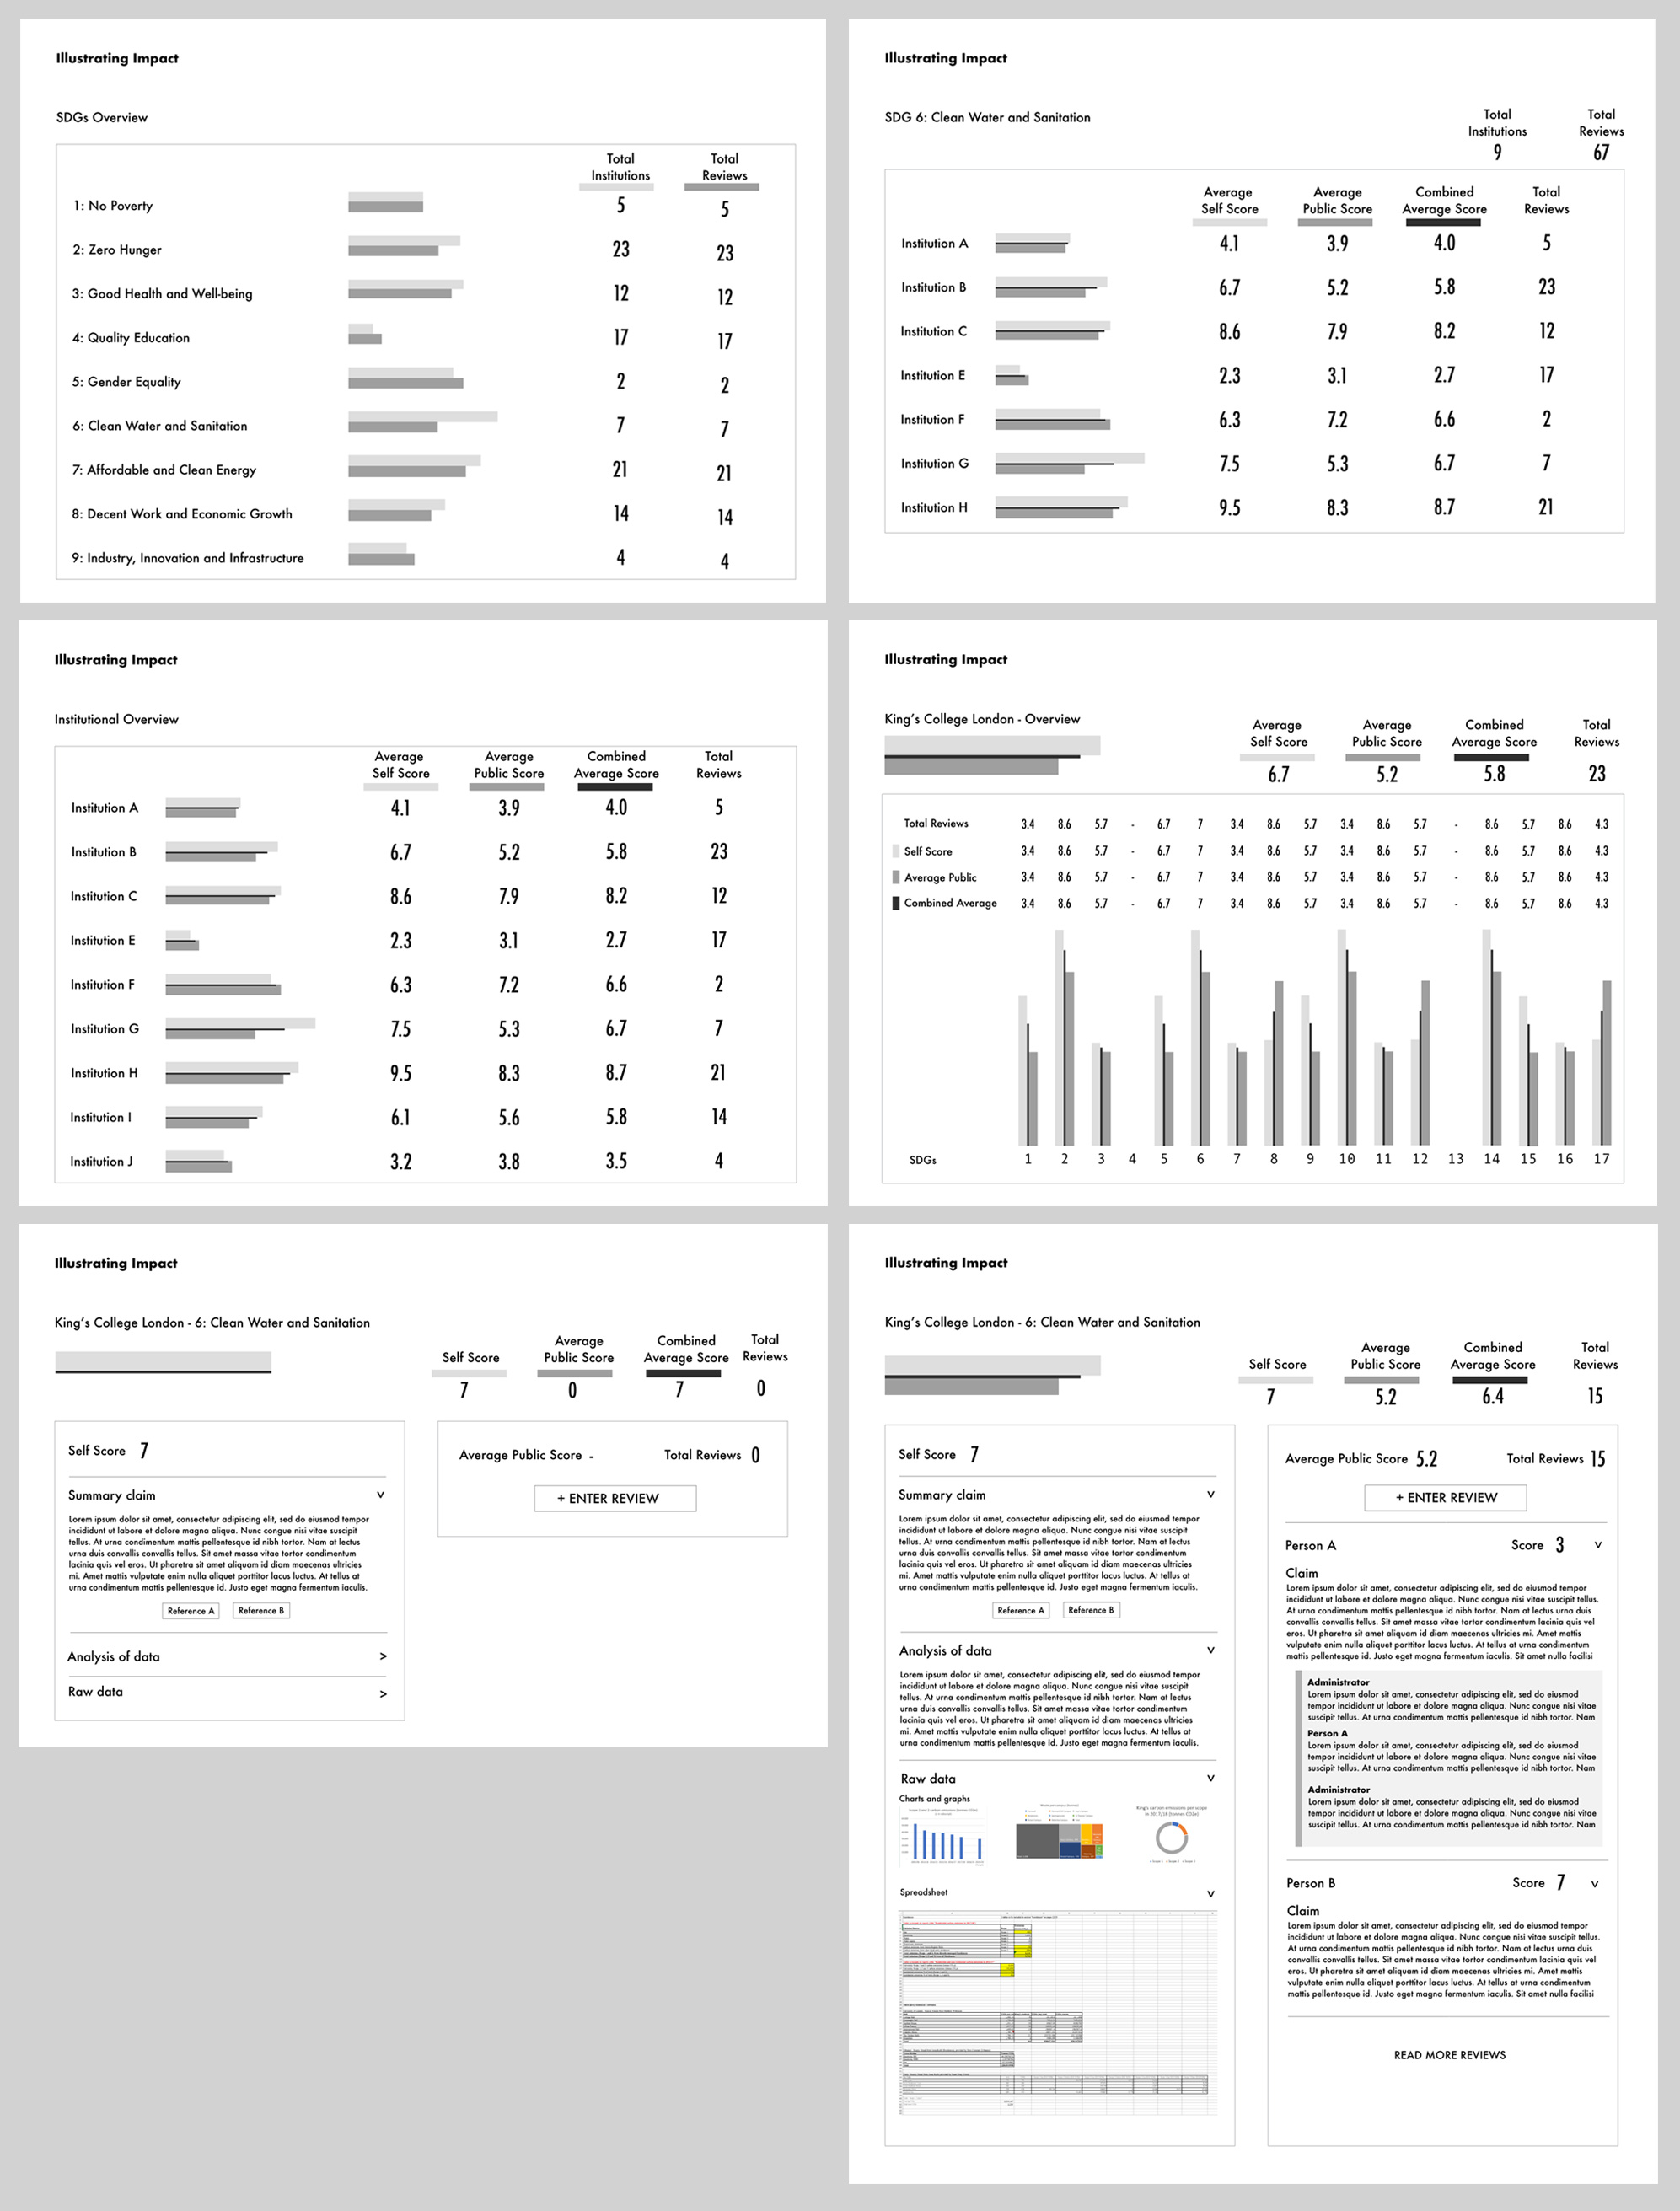 Illustrating Impact
SDGs Overview
Total Institutions Total Reviews
1: No Poverty 5 5
2: Zero Hunger 23 23
3: Good Health and Well-being 12 12
4: Quality Education 17 17
5: Gender Equality 2 2
6: Clean Water and Sanitation 7 7
7: Affordable and Clean Energy 21 21
8: Decent Work and Economic Growth 14 14
9: Industry, Innovation and Infrastructure 4 4
Illustrating Impact
SDG 6: Clean Water and Sanitation
Total Institutions Total Reviews
9 67
Average Self Score Average Public Score Combined Average Score Total Reviews
Institution A 4.1 3.9 4.0 5
Institution B 6.7 5.2 5.8 23
Institution C 8.6 7.9 8.2 12
Institution E 2.3 3.1 2.7 17
Institution F 6.3 7.2 6.6 2
Institution G 7.5 5.3 6.7 7
Institution H 9.5 8.3 8.7 21
Illustrating Impact
Institutional Overview
Average Self Score Average Public Score Combined Average Score Total Reviews
Institution A 4.1 3.9 4.0 5
Institution B 6.7 5.2 5.8 23
Institution C 8.6 7.9 8.2 12
Institution E 2.3 3.1 2.7 17
Institution F 6.3 7.2 6.6 2
Institution G 7.5 5.3 6.7 7
Institution H 9.5 8.3 8.7 21
Institution I 6.1 5.6 5.8 14
Institution J 3.2 3.8 3.5 4
Illustrating Impact
King's College London - Overview
Average Self Score Average Public Score Combined Average Score Total Reviews
6.7 5.2 5.8 23
Total Reviews 3.4 8.6 5.7 - 6.7 7 3.4 8.6 5.7 3.4 8.6 5.7 - 8.6 5.7 8.6 4.3
Self Score 3.4 8.6 5.7 - 6.7 7 3.4 8.6 5.7 3.4 8.6 5.7 - 8.6 5.7 8.6 4.3
Average Public 3.4 8.6 5.7 - 6.7 7 3.4 8.6 5.7 3.4 8.6 5.7 - 8.6 5.7 8.6 4.3
Combined Average 3.4 8.6 5.7 - 6.7 7 3.4 8.6 5.7 3.4 8.6 5.7 - 8.6 5.7 8.6 4.3
SDGs 1 2 3 4 5 6 7 8 9 10 11 12 13 14 15 16 17
Illustrating Impact
King's College London - 6: Clean Water and Sanitation
Self Score Average Public Score Combined Average Score Total Reviews
7 0 7 0
Self Score 7
Summary claim v
Lorem ipsum dolor sit amet, consectetur adipiscing elit, sed do eiusmod tempor
incididunt ut labore et dolore magna aliqua. Nunc congue nisi vitae suscipit
tellus. At urna condimentum mattis pellentesque id nibh tortor. Nam at lectus
urna duis convallis convallis tellus. Sit amet massa vitae tortor condimentum
lacinia quis vel eros. Ut pharetra sit amet aliquam id diam maecenas ultricies
mi. Amet mattis vulputate enim nulla aliquet porttitor lacus luctus. At tellus at
urna condimentum mattis pellentesque id. Justo eget magna fermentum iaculis.
Reference A Reference B
Analysis of data >
Raw data >
Average Public Score - Total Reviews 0
+ ENTER REVIEW
Illustrating Impact
King's College London - 6: Clean Water and Sanitation
Self Score Average Public Score Combined Average Score Total Reviews
7 5.2 6.4 15
Self Score 7
Summary claim v
Lorem ipsum dolor sit amet, consectetur adipiscing elit, sed do eiusmod tempor
incididunt ut labore et dolore magna aliqua. Nunc congue nisi vitae suscipit
tellus. At urna condimentum mattis pellentesque id nibh tortor. Nam at lectus
urna duis convallis convallis tellus. Sit amet massa vitae tortor condimentum
lacinia quis vel eros. Ut pharetra sit amet aliquam id diam maecenas ultricies
mi. Amet mattis vulputate enim nulla aliquet porttitor lacus luctus. At tellus at
urna condimentum mattis pellentesque id. Justo eget magna fermentum iaculis.
Reference A Reference B
Analysis of data v
Lorem ipsum dolor sit amet, consectetur adipiscing elit, sed do eiusmod tempor
incididunt ut labore et dolore magna aliqua. Nunc congue nisi vitae suscipit
tellus. At urna condimentum mattis pellentesque id nibh tortor. Nam at lectus
urna duis convallis convallis tellus. Sit amet massa vitae tortor condimentum
lacinia quis vel eros. Ut pharetra sit amet aliquam id diam maecenas ultricies
mi. Amet mattis vulputate enim nulla aliquet porttitor lacus luctus. At tellus at
urna condimentum mattis pellentesque id. Justo eget magna fermentum iaculis.
Raw data v
Charts and graphs
King's carbon emissions per scope
in 2017/18 (tonnes CO2e)
Spreadsheet v
Average Public Score 5.2 Total Reviews 15
+ ENTER REVIEW
Person A Score 3 v
Claim
Lorem ipsum dolor sit amet, consectetur adipiscing elit, sed do eiusmod tempor
incididunt ut labore et dolore magna aliqua. Nunc congue nisi vitae suscipit tellus.
At urna condimentum mattis pellentesque id nibh tortor. Nam at lectus urna duis
convallis convallis tellus. Sit amet massa vitae tortor condimentum lacinia quis vel
eros. Ut pharetra sit amet aliquam id diam maecenas ultricies mi. Amet mattis
vulputate enim nulla aliquet porttitor lacus luctus. At tellus at urna condimentum
mattis pellentesque id. Justo eget magna fermentum iaculis. Sit amet nulla facilisi
Administrator
Lorem ipsum dolor sit amet, consectetur adipiscing elit, sed do eiusmod
tempor incididunt ut labore et dolore magna aliqua. Nunc congue nisi vitae
suscipit tellus. At urna condimentum mattis pellentesque id nibh tortor. Nam
Person A
Lorem ipsum dolor sit amet, consectetur adipiscing elit, sed do eiusmod
tempor incididunt ut labore et dolore magna aliqua. Nunc congue nisi vitae
suscipit tellus. At urna condimentum mattis pellentesque id nibh tortor. Nam
Administrator
Lorem ipsum dolor sit amet, consectetur adipiscing elit, sed do eiusmod
tempor incididunt ut labore et dolore magna aliqua. Nunc congue nisi vitae
suscipit tellus. At urna condimentum mattis pellentesque id nibh tortor. Nam
Person B Score 7 v
Claim
Lorem ipsum dolor sit amet, consectetur adipiscing elit, sed do eiusmod tempor
incididunt ut labore et dolore magna aliqua. Nunc congue nisi vitae suscipit tellus.
At urna condimentum mattis pellentesque id nibh tortor. Nam at lectus urna duis
convallis convallis tellus. Sit amet massa vitae tortor condimentum lacinia quis vel
eros. Ut pharetra sit amet aliquam id diam maecenas ultricies mi. Amet mattis
vulputate enim nulla aliquet porttitor lacus luctus. At tellus at urna condimentum
mattis pellentesque id. Justo eget magna fermentum iaculis. Sit amet nulla facilisi
READ MORE REVIEWS